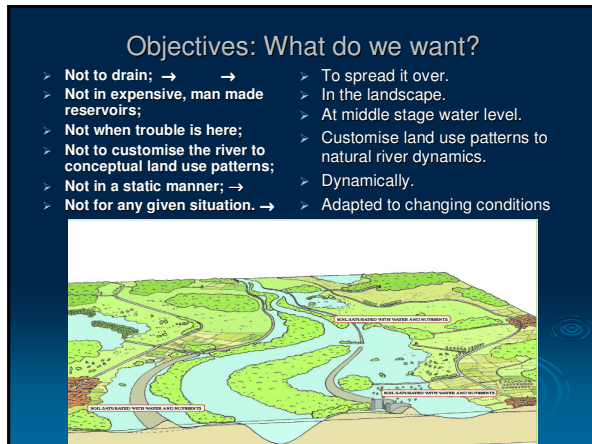 Objectives: What do we want?
Not to drain; → →
Not in expensive, man made
reservoirs;
Not when trouble is here;
Not to customise the river to
conceptual land use patterns;
Not in a static manner; →
Not for any given situation. →
To spread it over.
In the landscape.
At middle stage water level.
Customise land use patterns to
natural river dynamics.
Dynamically.
Adapted to changing conditions
SOIL SATURATED WITH WATER AND NUTRIENTS
SOIL SATURATED WITH WATER AND NUTRIENTS
SOIL SATURATED WITH WATER AND NUTRIENTS